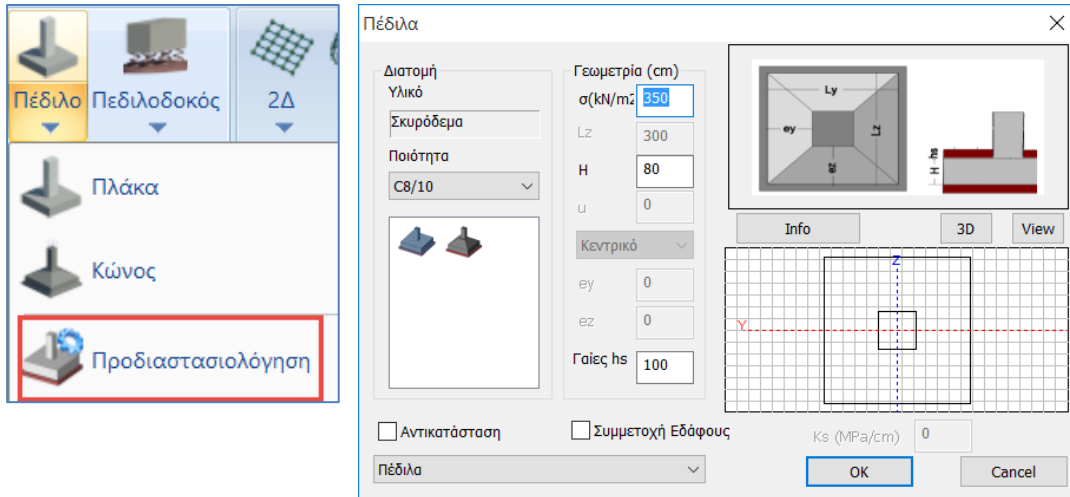 Πέδιλο Πεδιλοδοκός 2Δ
Πλάκα
Κώνος
Προδιαστασιολόγηση
Πέδιλα
Διατομή
Υλικό
Σκυρόδεμα
Ποιότητα
C8/10
Γεωμετρία (cm)
σ(kN/m2 350
Lz 300
H 80
u 0
Κεντρικό
ey 0
ez 0
Γαίες hs 100
Ly
ey
Lz
ez
hs
H
Info 3D View
Z
Y
Αντικατάσταση
Συμμετοχή Εδάφους
Ks (MPa/cm) 0
Πέδιλα
OK Cancel